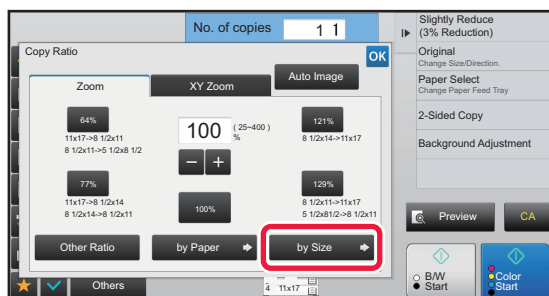 No. of copies
1 1
Slightly Reduce
(3% Reduction)
Original
Change Size/Direction.
Paper Select
Change Paper Feed Tray
2-Sided Copy
Background Adjustment
Copy Ratio
OK
Zoom
XY Zoom
Auto Image
64%
11x17->8 1/2x11
8 1/2x11->5 1/2x8 1/2
100
(25~400)
%
121%
8 1/2x14->11x17
77%
11x17->8 1/2x14
8 1/2x14->8 1/2x11
100%
129%
8 1/2x11->11x17
5 1/2x81/2->8 1/2x11
Other Ratio
by Paper
by Size
Preview
CA
Others
4 11x17
B/W
Start
Color
Start